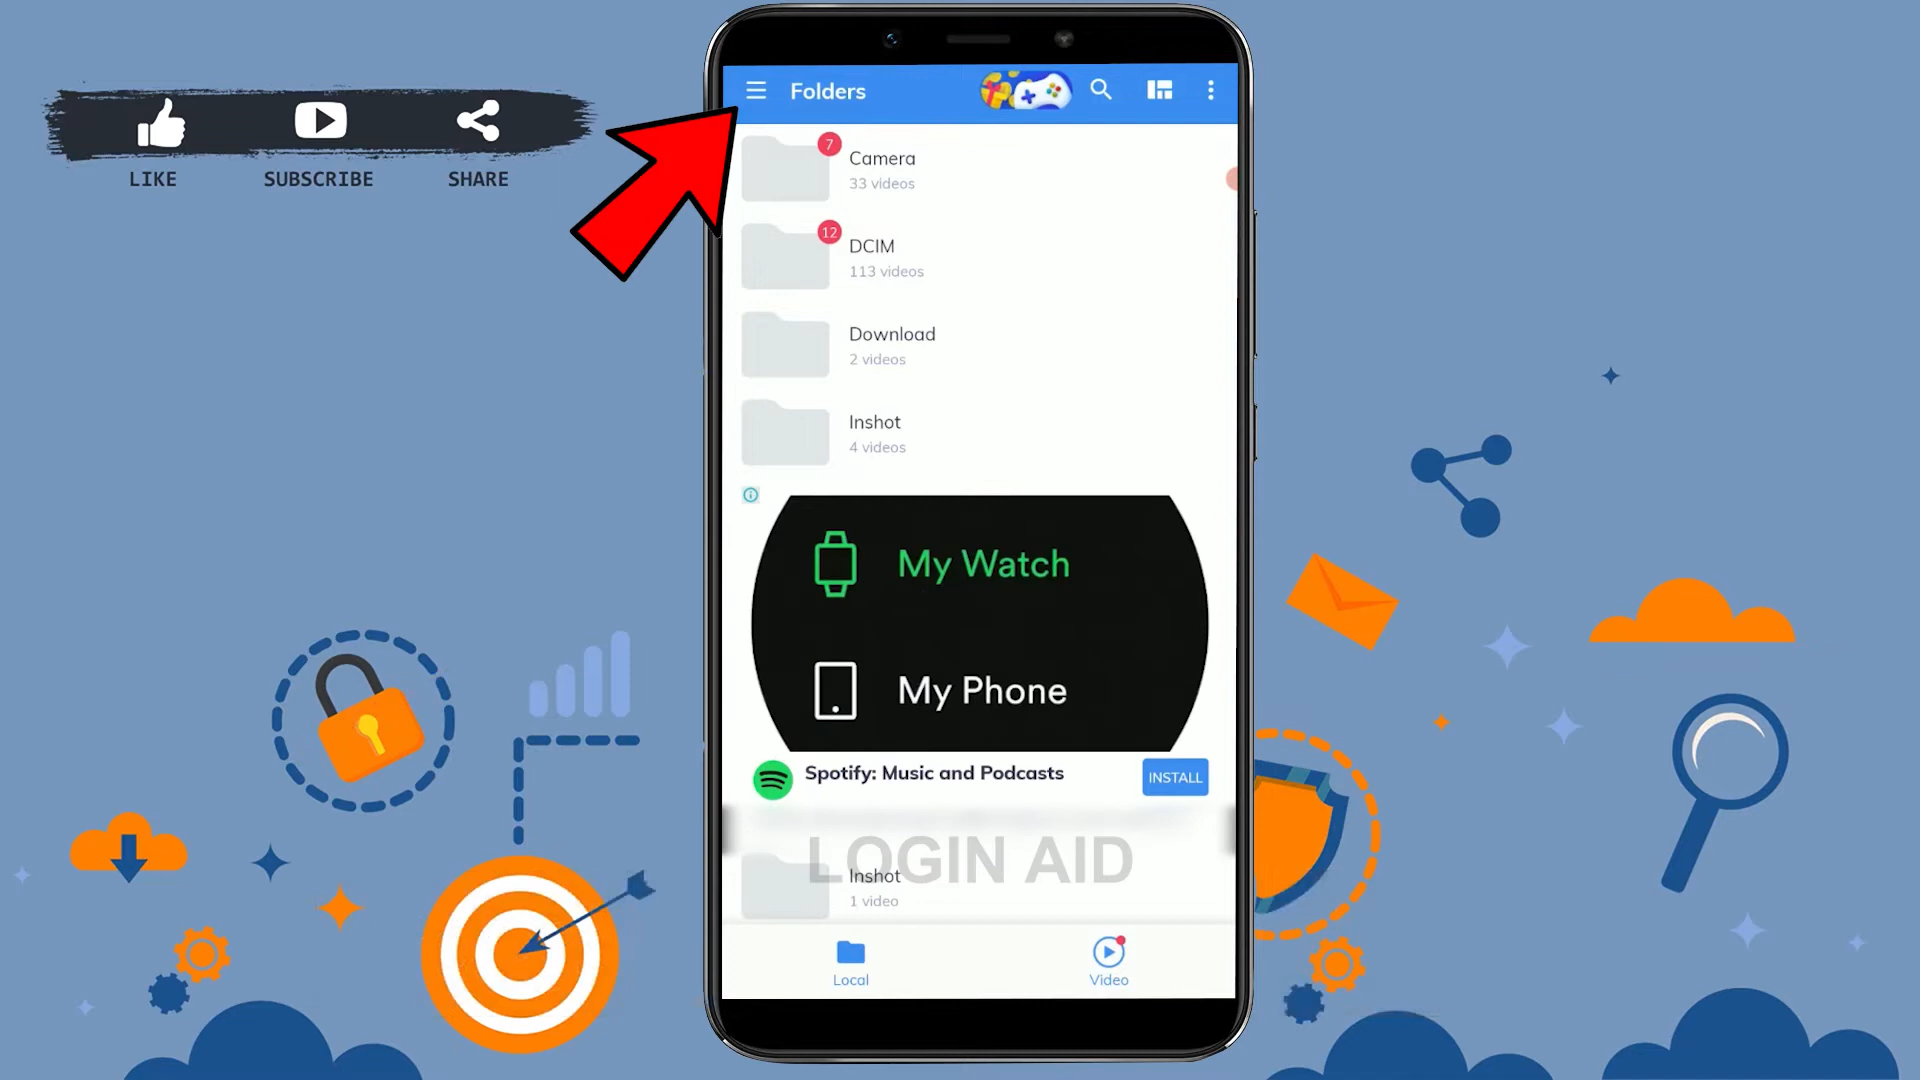 LIKE
SUBSCRIBE
SHARE
Folders
7
Camera
33 videos
12
DCIM
113 videos
Download
2 videos
Inshot
4 videos
My Watch
My Phone
Spotify: Music and Podcasts
INSTALL
LOGIN AID
Inshot
1 video
Local
Video